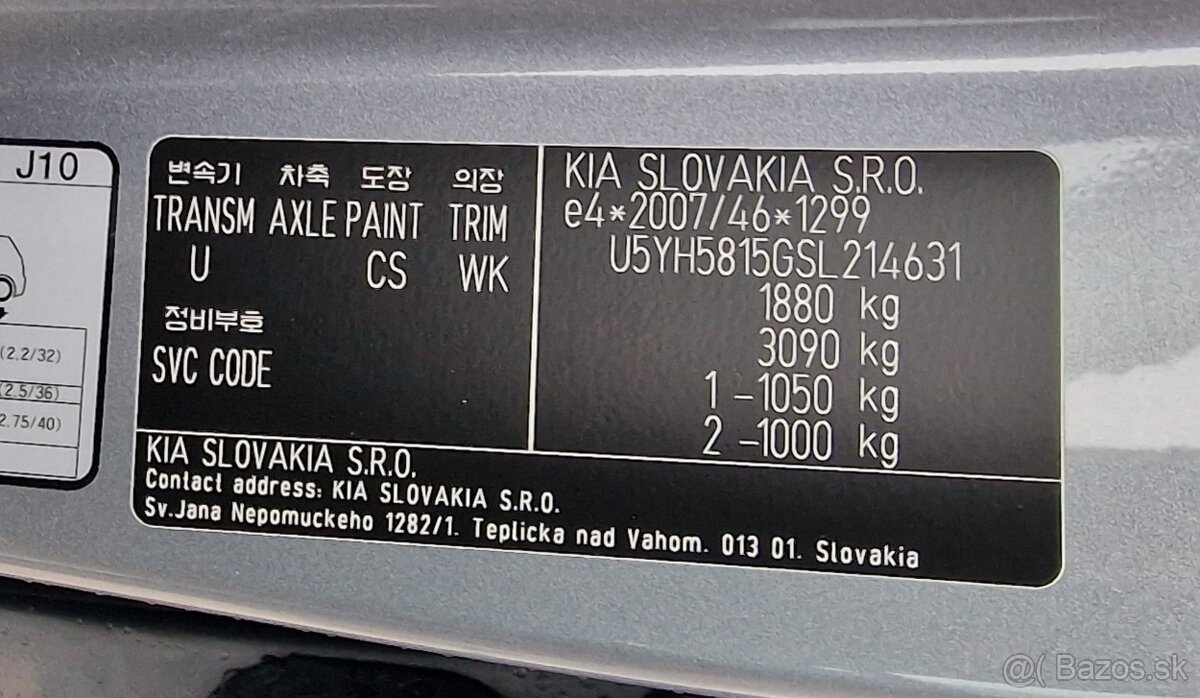 J10
(2.2/32)
(2.5/36)
2.75/40)
변속기 차축 도장 의장
TRANSM AXLE PAINT TRIM
U CS WK
정비부호
SVC CODE
KIA SLOVAKIA S.R.O.
e4*2007/46*1299
U5YH5815GSL214631
1880 kg
3090 kg
1 -1050 kg
2 -1000 kg
KIA SLOVAKIA S.R.O.
Contact address: KIA SLOVAKIA S.R.O.
Sv.Jana Nepomuckeho 1282/1. Teplicka nad Vahom. 013 01. Slovakia
@( Bazos.sk